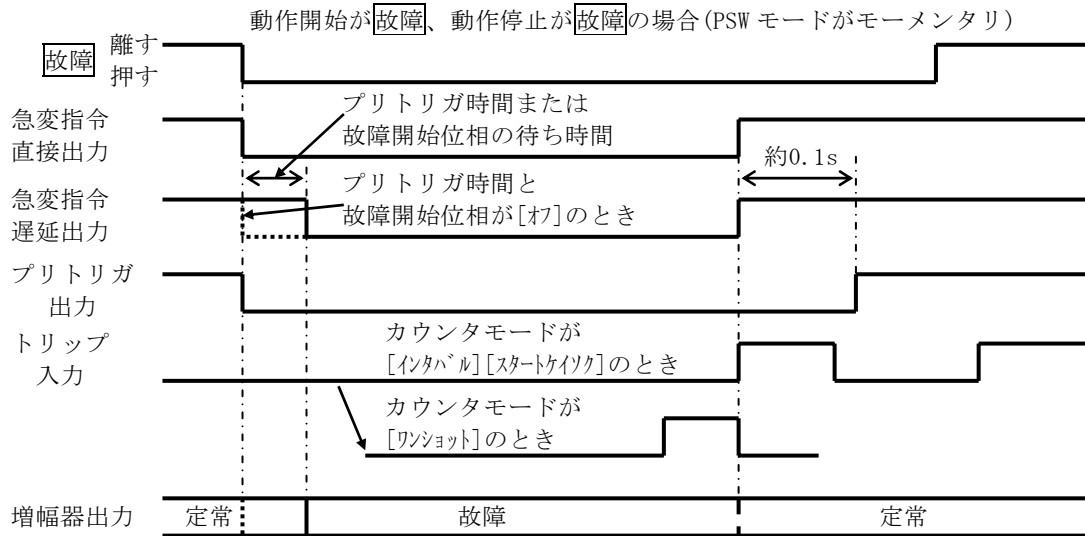 動作開始が故障、動作停止が故障の場合(PSWモードがモーメンタリ)
故障
離す
押す
急変指令
直接出力
プリトリガ時間または
故障開始位相の待ち時間
約0.1s
急変指令
遅延出力
プリトリガ時間と
故障開始位相が[オフ]のとき
プリトリガ
出力
トリップ
入力
カウンタモードが
[インタバル][スタートケイソク]のとき
カウンタモードが
[ワンショット]のとき
増幅器出力
定常
故障
定常